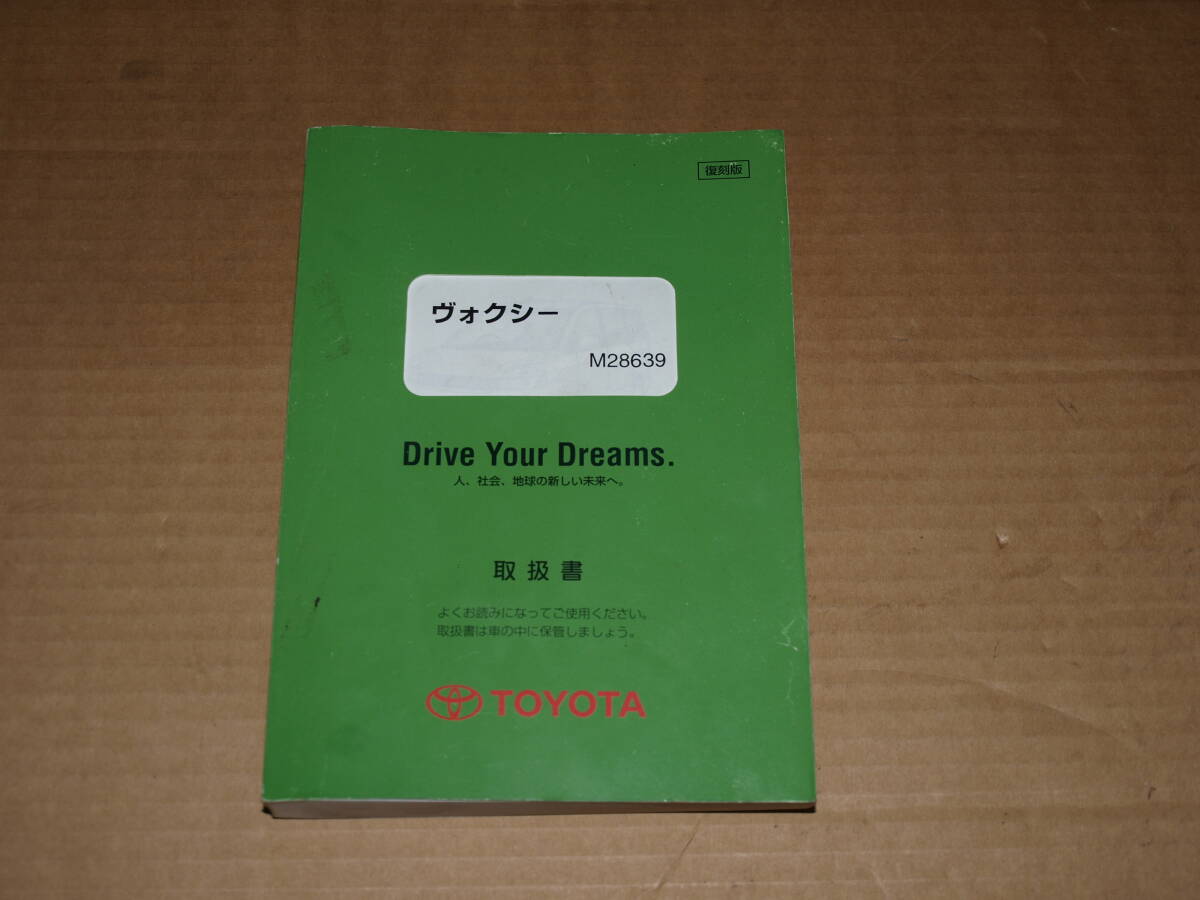 復刻版
ヴォクシー
M28639
Drive Your Dreams.
人、社会、地球の新しい未来へ。
取扱書
よくお読みになってご使用ください。
取扱書は車の中に保管しましょう。
TOYOTA